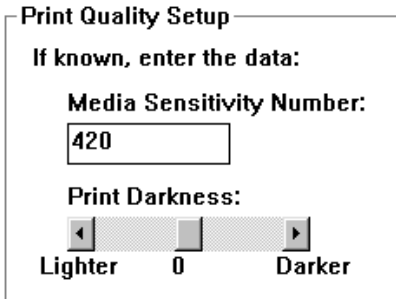 Print Quality Setup
If known, enter the data:
Media Sensitivity Number:
420
Print Darkness:
Lighter 0 Darker